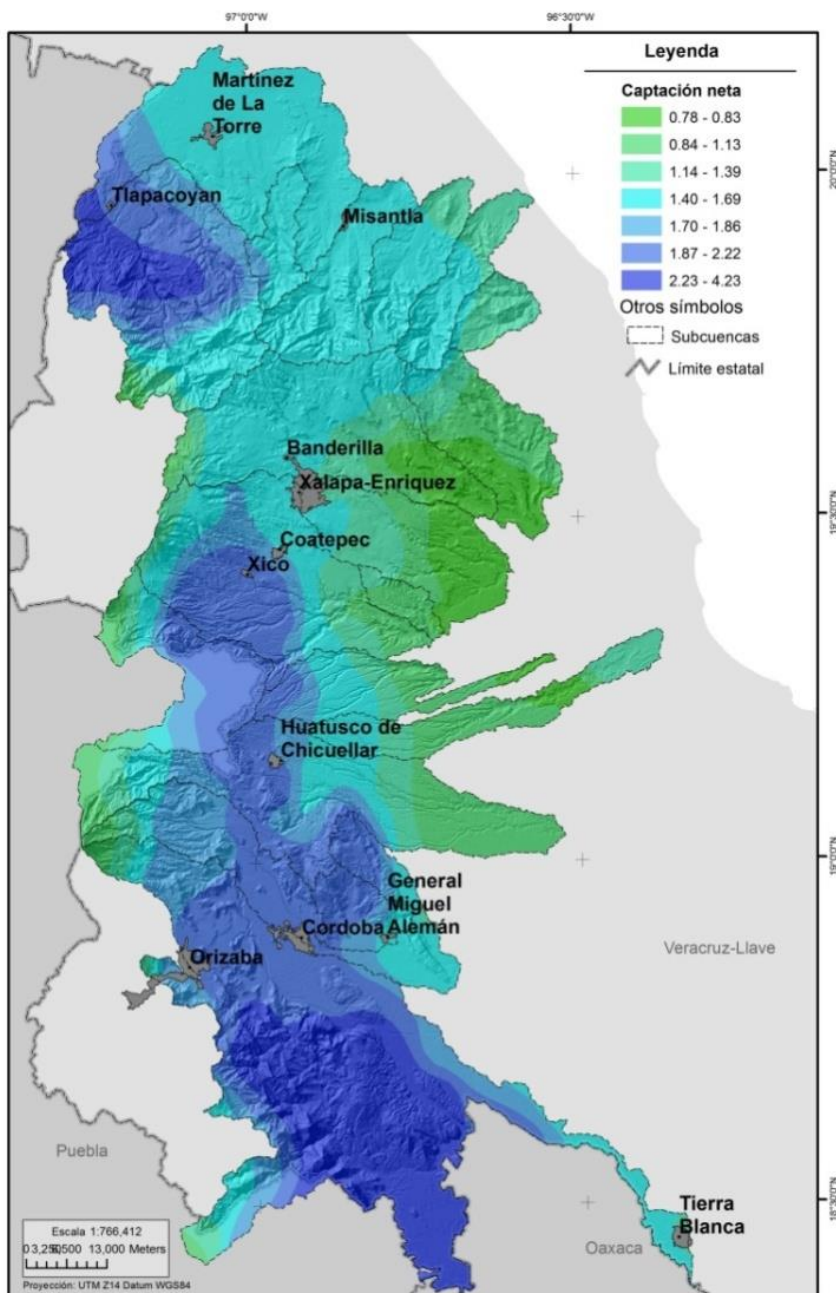 97°0'0"W
96°30'0"W
Leyenda
Captación neta
0.78 - 0.83
0.84 - 1.13
1.14 - 1.39
1.40 - 1.69
1.70 - 1.86
1.87 - 2.22
2.23 - 4.23
Otros símbolos
Subcuencas
Límite estatal
Martinez
de La
Torre
20°0'0"N
Tlapacoyan
Misantla
Banderilla
Xalapa-Enriquez
19°30'0"N
Coatepec
Xico
Huatusco de
Chicuellar
19°0'0"N
General
Miguel
Alemán
Cordoba
Orizaba
Veracruz-Llave
Puebla
18°30'0"N
Tierra
Blanca
Oaxaca
Escala 1:766,412
13,000 Meters
Proyección: UTM Z14 Datum WGS84